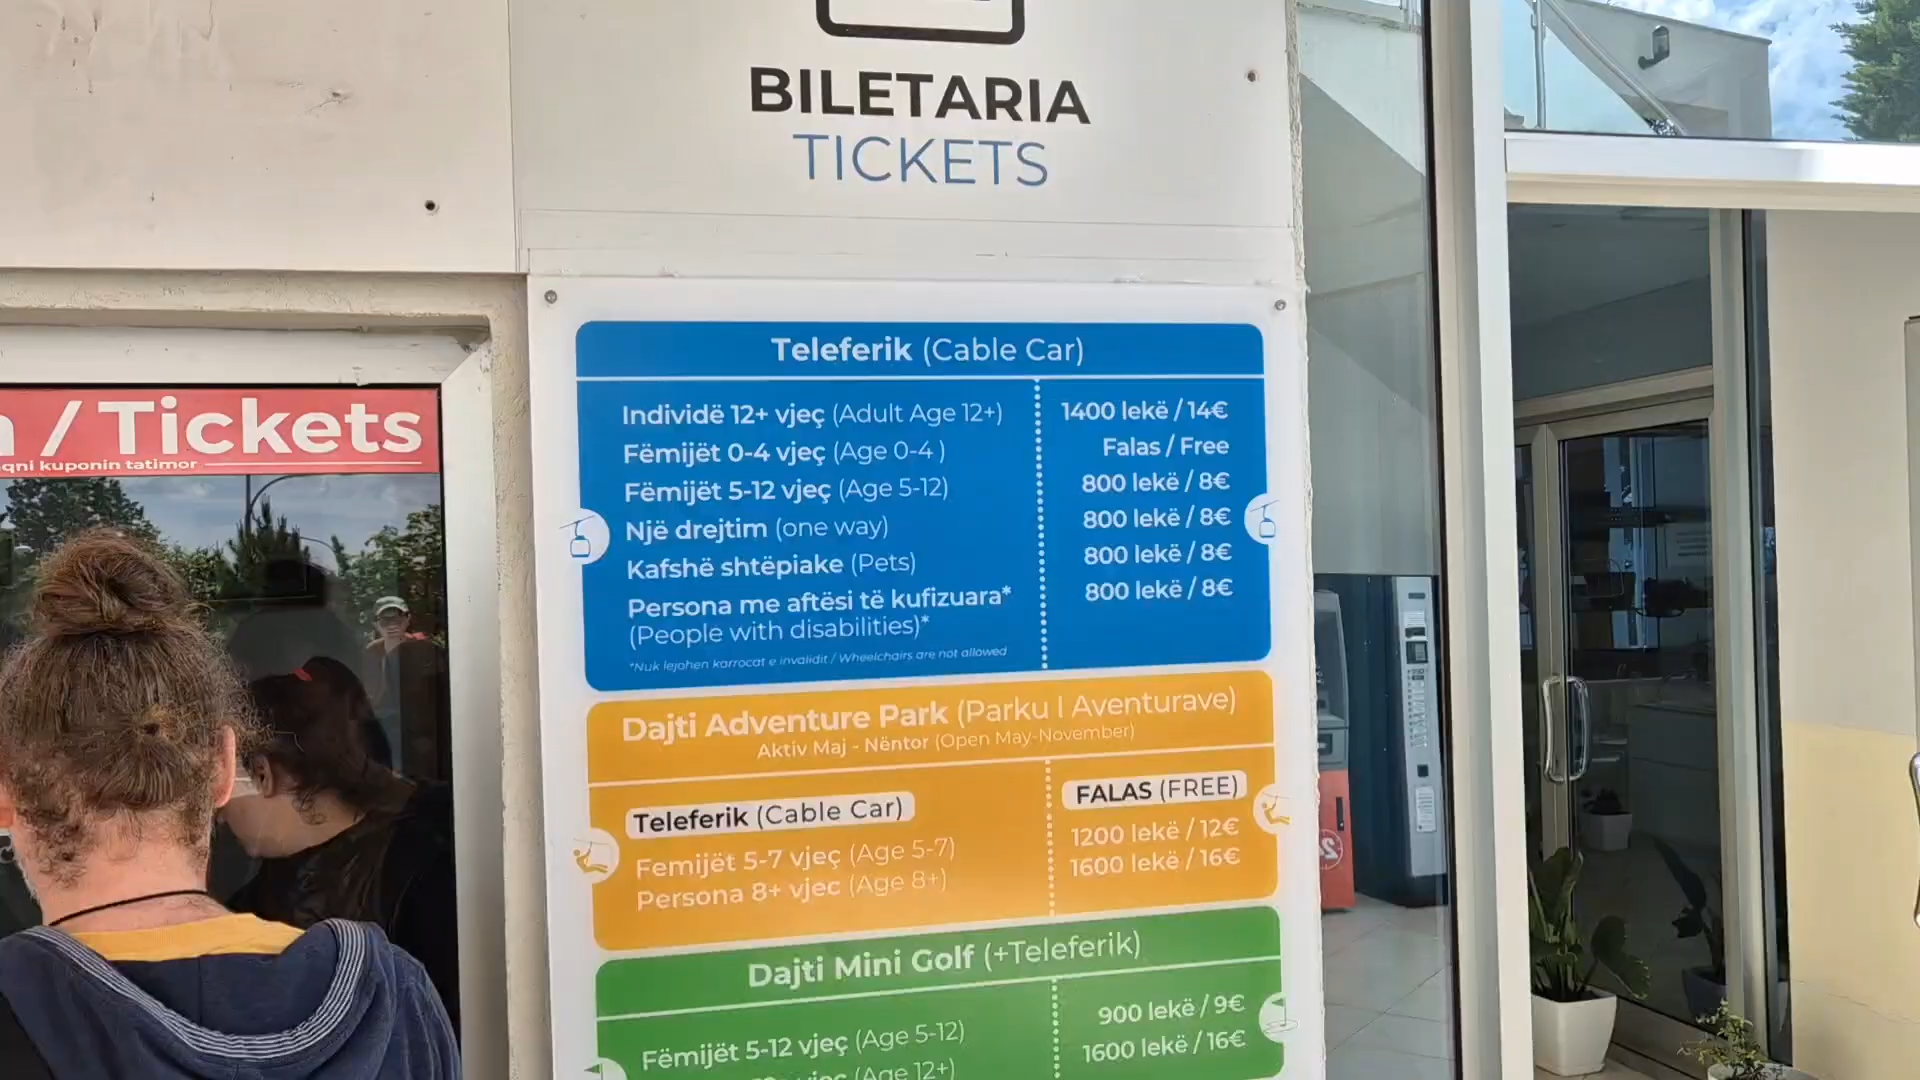 BILETARIA
TICKETS
/ Tickets
kuponin tatimor
Teleferik (Cable Car)
Individë 12+ vjeç (Adult Age 12+) 1400 lekë / 14€
Fëmijët 0-4 vjeç (Age 0-4 ) Falas / Free
Fëmijët 5-12 vjeç (Age 5-12) 800 lekë / 8€
Një drejtim (one way) 800 lekë / 8€
Kafshë shtëpiake (Pets) 800 lekë / 8€
Persona me aftësi të kufizuara* 800 lekë / 8€
(People with disabilities)*
*Nuk lejohen karrocat e invalidit / Wheelchairs are not allowed
Dajti Adventure Park (Parku I Aventurave)
Aktiv Maj - Nëntor (Open May-November)
Teleferik (Cable Car) FALAS (FREE)
Femijët 5-7 vjeç (Age 5-7) 1200 lekë / 12€
Persona 8+ vjec (Age 8+) 1600 lekë / 16€
Dajti Mini Golf (+Teleferik)
Fëmijët 5-12 vjeç (Age 5-12) 900 lekë / 9€
vjeç (Age 12+) 1600 lekë / 16€